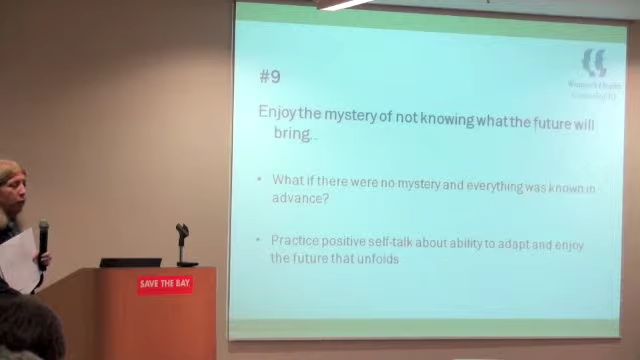 #9
Enjoy the mystery of not knowing what the future will
bring..
• What if there were no mystery and everything was known in
advance?
• Practice positive self-talk about ability to adapt and enjoy
the future that unfolds
Women's Health
SAVE THE BAY